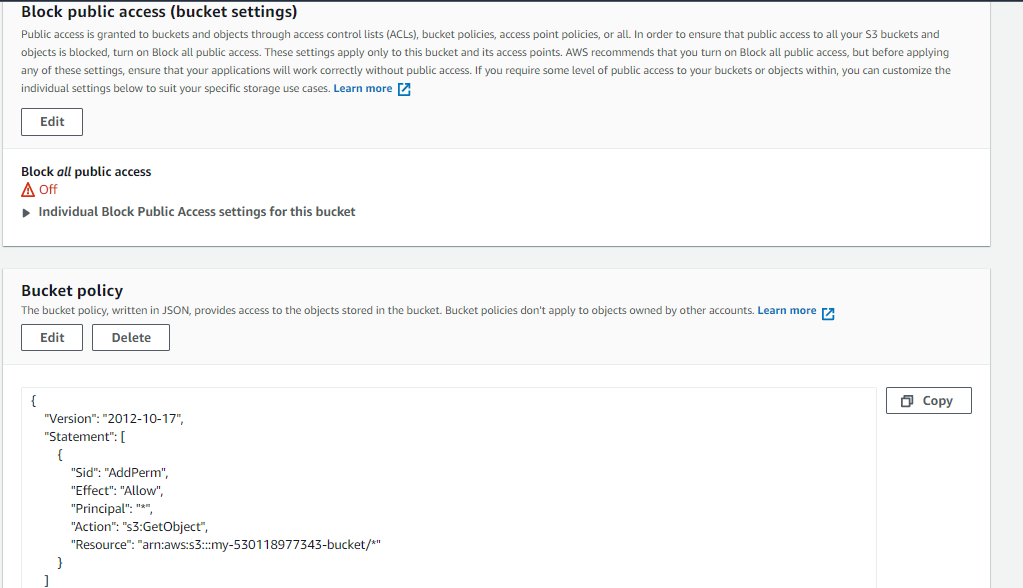 Block public access (bucket settings)
Public access is granted to buckets and objects through access control lists (ACLs), bucket policies, access point policies, or all. In order to ensure that public access to all your S3 buckets and
objects is blocked, turn on Block all public access. These settings apply only to this bucket and its access points. AWS recommends that you turn on Block all public access, but before applying
any of these settings, ensure that your applications will work correctly without public access. If you require some level of public access to your buckets or objects within, you can customize the
individual settings below to suit your specific storage use cases. Learn more
Edit
Block all public access
Off
Individual Block Public Access settings for this bucket
Bucket policy
The bucket policy, written in JSON, provides access to the objects stored in the bucket. Bucket policies don't apply to objects owned by other accounts. Learn more
Edit Delete
Copy
{
"Version": "2012-10-17",
"Statement": [
{
"Sid": "AddPerm",
"Effect": "Allow",
"Principal": "*",
"Action": "s3:GetObject",
"Resource": "arn:aws:s3:::my-530118977343-bucket/*"
}
]